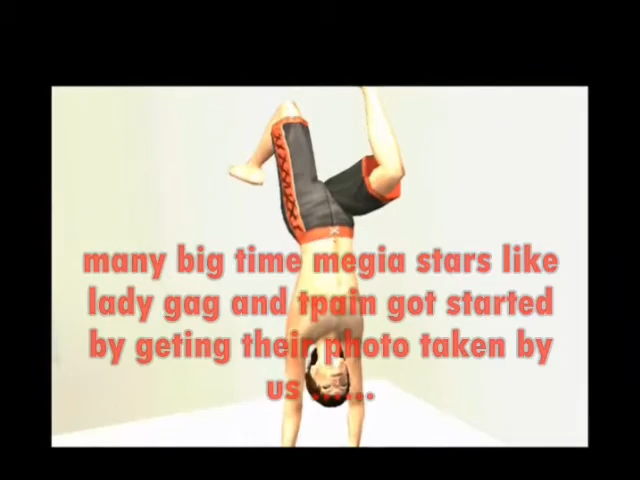 many big time megia stars like
lady gag and tpain got started
by geting their photo taken by
us ......